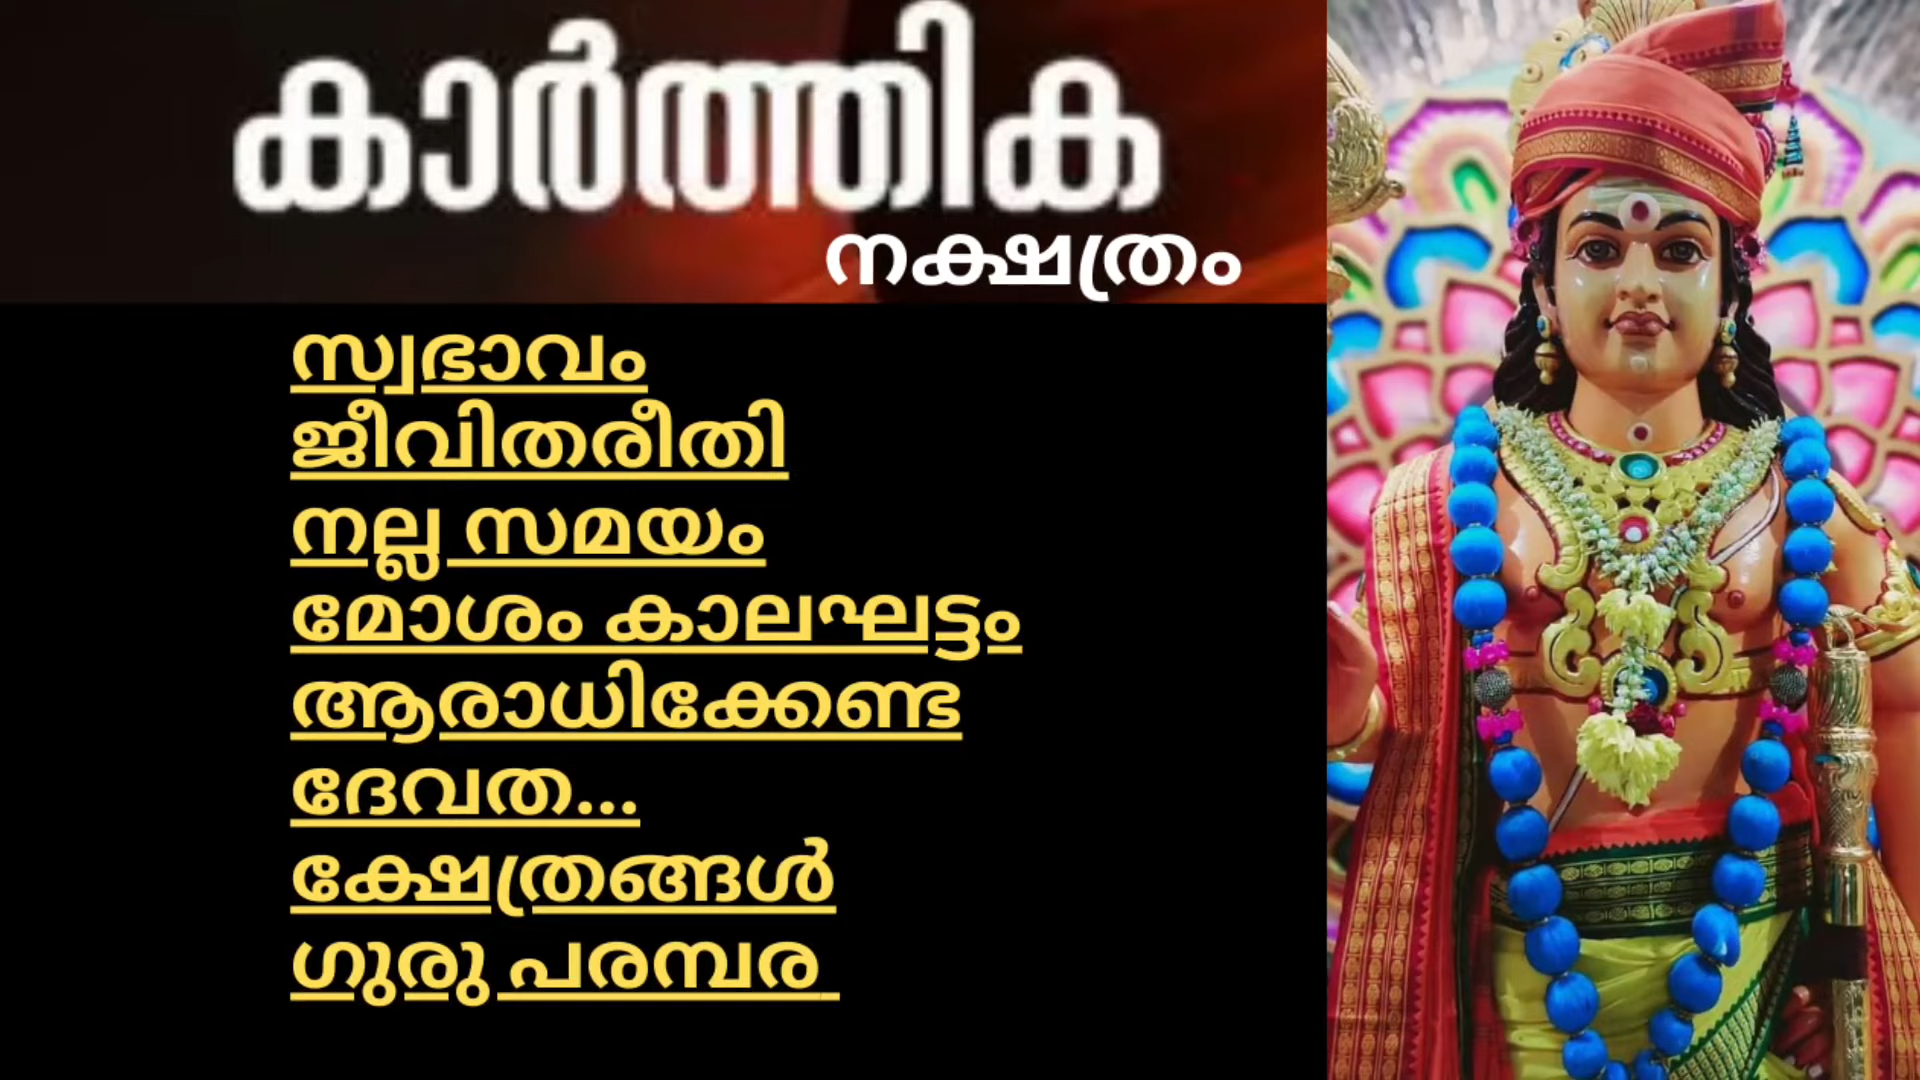 കാർത്തിക
നക്ഷത്രം
സ്വഭാവം
ജീവിതരീതി
നല്ല സമയം
മോശം കാലഘട്ടം
ആരാധിക്കേണ്ട
ദേവത...
ക്ഷേത്രങ്ങൾ
ഗുരു പരമ്പര